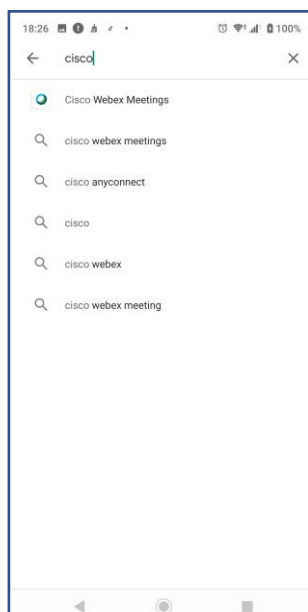 18:26 100%
cisco
Cisco Webex Meetings
cisco webex meetings
cisco anyconnect
cisco
cisco webex
cisco webex meeting